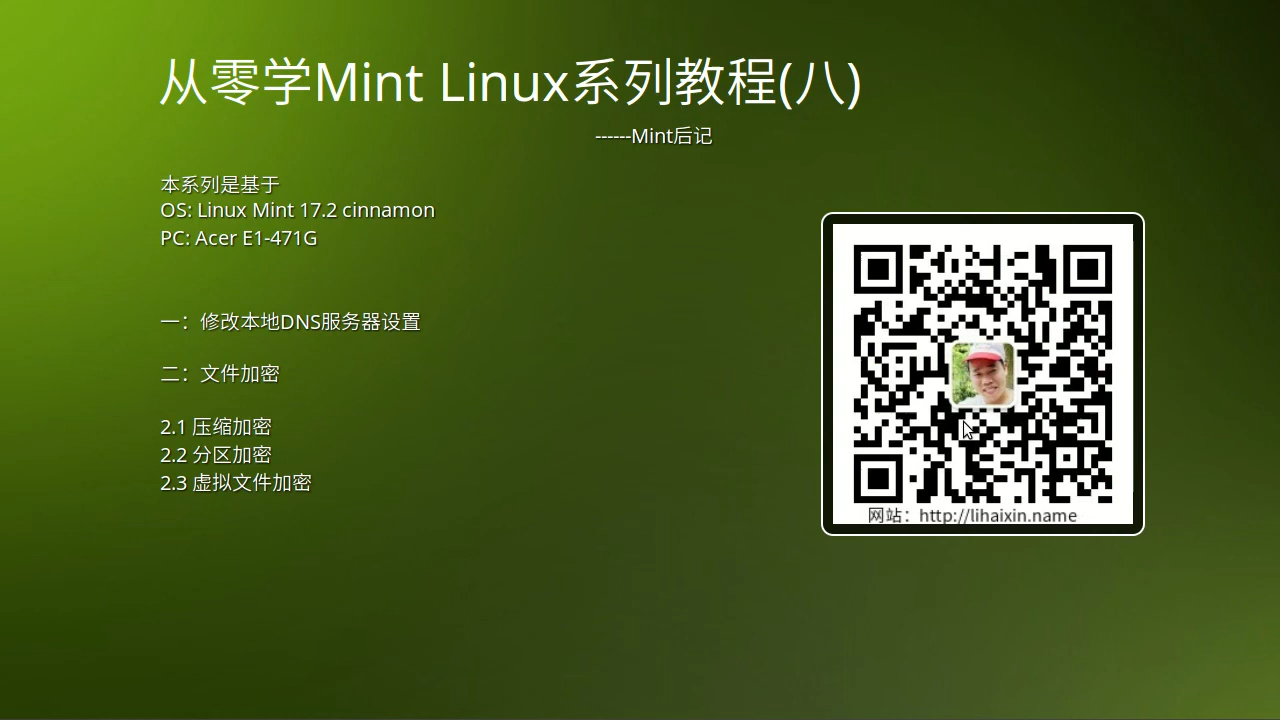 从零学Mint Linux系列教程(八)
------Mint后记
本系列是基于
OS: Linux Mint 17.2 cinnamon
PC: Acer E1-471G
一：修改本地DNS服务器设置
二：文件加密
2.1 压缩加密
2.2 分区加密
2.3 虚拟文件加密
网站：http://lihaixin.name